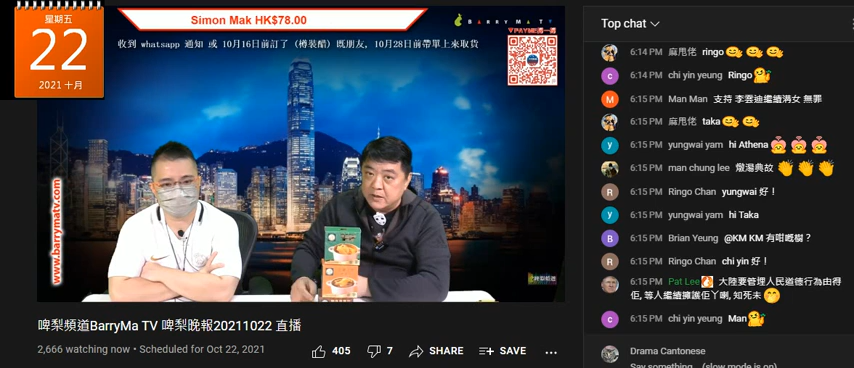 星期五
22
2021 十月
Simon Mak HK$78.00
BARRYMA TV
收到 whatsapp 通知 或 10月16日前訂了 (樽裝醋) 既朋友, 10月28日前帶單上來取貨
www.barrymatv.com
啤梨頻道BarryMa TV 啤梨晚報20211022 直播
2,666 watching now • Scheduled for Oct 22, 2021
405
7
SHARE
SAVE
Top chat
6:14 PM 麻甩佬 ringo
6:14 PM chi yin yeung Ringo
6:15 PM Man Man 支持 李雲迪繼續满女 無罪
6:15 PM 麻甩佬 taka
6:15 PM yungwai yam hi Athena
6:15 PM man chung lee 燉湯典故
6:15 PM Ringo Chan yungwai 好！
6:15 PM yungwai yam hi Taka
6:15 PM Brian Yeung @KM KM 有咁嘅樹？
6:15 PM Ringo Chan chi yin 好！
6:15 PM Pat Lee 大陸要管埋人民道德行為由得
佢, 等人繼續擁護佢丫喇, 知死未
6:15 PM chi yin yeung Man
Drama Cantonese
Say something... (slow mode is on)